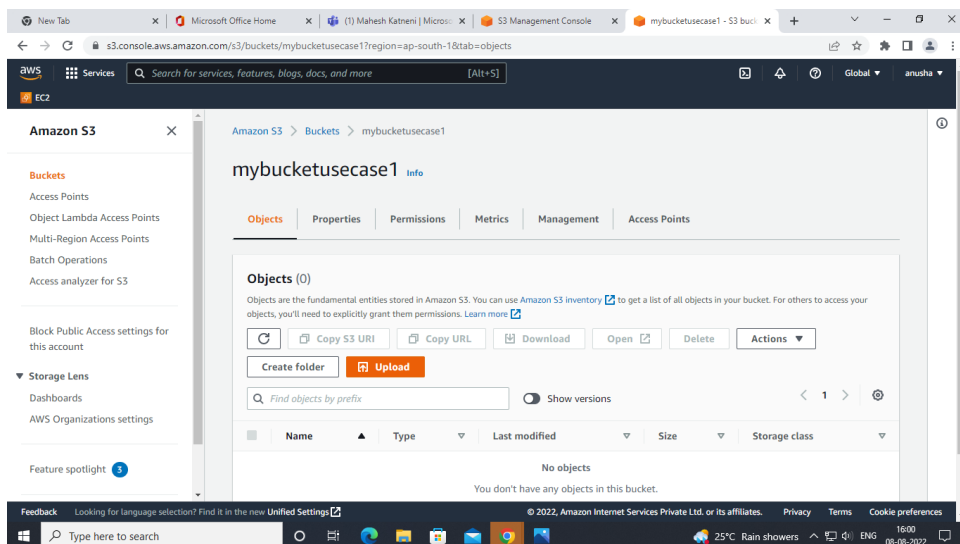 New Tab
Microsoft Office Home
(1) Mahesh Katneni | Microso
S3 Management Console
mybucketusecase1 - S3 buck
s3.console.aws.amazon.com/s3/buckets/mybucketusecase1?region=ap-south-1&tab=objects
aws
Services
Search for services, features, blogs, docs, and more
[Alt+S]
Global
anusha
EC2
Amazon S3
Buckets
Access Points
Object Lambda Access Points
Multi-Region Access Points
Batch Operations
Access analyzer for S3
Block Public Access settings for
this account
Storage Lens
Dashboards
AWS Organizations settings
Feature spotlight 3
Amazon S3 > Buckets > mybucketusecase1
mybucketusecase1 Info
Objects Properties Permissions Metrics Management Access Points
Objects (0)
Objects are the fundamental entities stored in Amazon S3. You can use Amazon S3 inventory to get a list of all objects in your bucket. For others to access your
objects, you'll need to explicitly grant them permissions. Learn more
Copy S3 URI Copy URL Download Open Delete Actions
Create folder Upload
Find objects by prefix Show versions 1
Name Type Last modified Size Storage class
No objects
You don't have any objects in this bucket.
Feedback Looking for language selection? Find it in the new Unified Settings © 2022, Amazon Internet Services Private Ltd. or its affiliates. Privacy Terms Cookie preferences
Type here to search
25°C Rain showers
ENG
16:00
08-08-2022